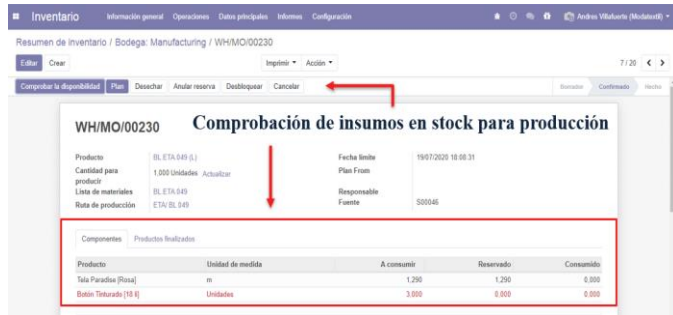 Inventario Información general Operaciones Datos principales Informes Configuración Andres Villafuerte (Modatextil)
Resumen de inventario / Bodega: Manufacturing / WH/MO/00230
Editar Crear Imprimir Acción 7 / 20
Comprobar la disponibilidad Plan Desechar Anular reserva Desbloquear Cancelar Borrador Confirmado Hecho
WH/MO/00230 Comprobación de insumos en stock para producción
Producto BL.ETA 049 (L) Fecha límite 19/07/2020 18:08:31
Cantidad para producir 1,000 Unidades Actualizar Plan From
Lista de materiales BL.ETA 049 Responsable
Ruta de producción ETA/ BL 049 Fuente S00046
Componentes Productos finalizados
Producto Unidad de medida A consumir Reservado Consumido
Tela Paradise [Rosa] m 1,290 1,290 0,000
Botón Tinturado [18 li] Unidades 3,000 0,000 0,000